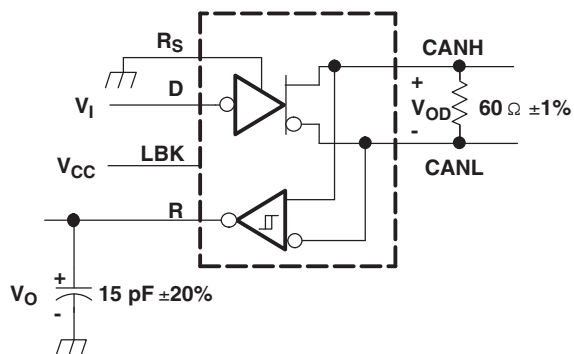 RS
CANH
D
VI
+
VOD
60 Ω ±1%
-
LBK
VCC
CANL
R
+
VO
15 pF ±20%
-